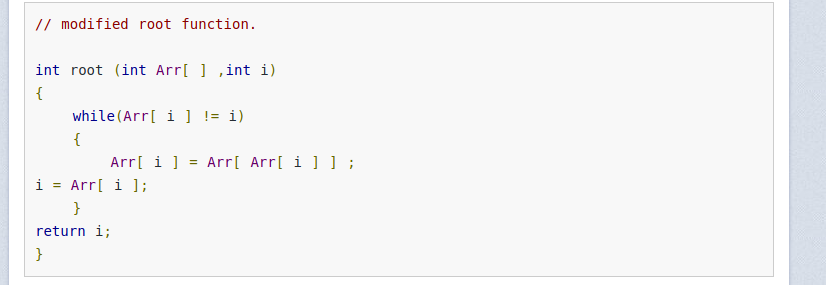 // modified root function.
int root (int Arr[ ] ,int i)
{
while(Arr[ i ] != i)
{
Arr[ i ] = Arr[ Arr[ i ] ] ;
i = Arr[ i ];
}
return i;
}